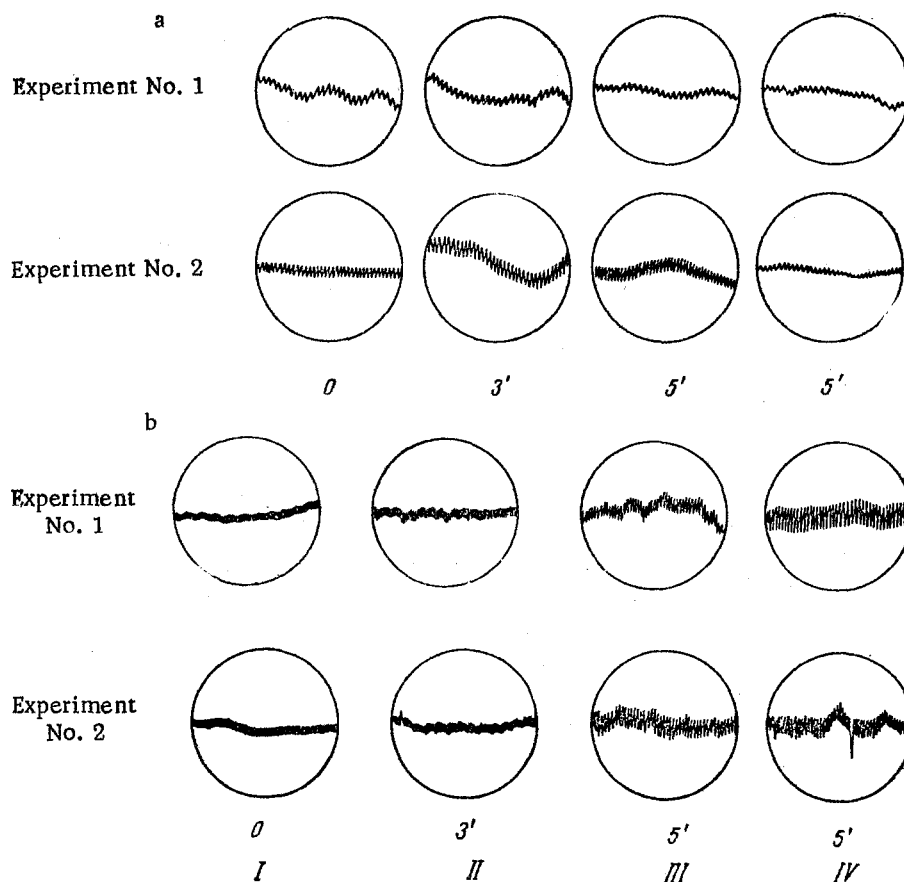 a
Experiment No. 1
Experiment No. 2
0 3' 5' 5'
b
Experiment
No. 1
Experiment
No. 2
0 3' 5' 5'
I II III IV